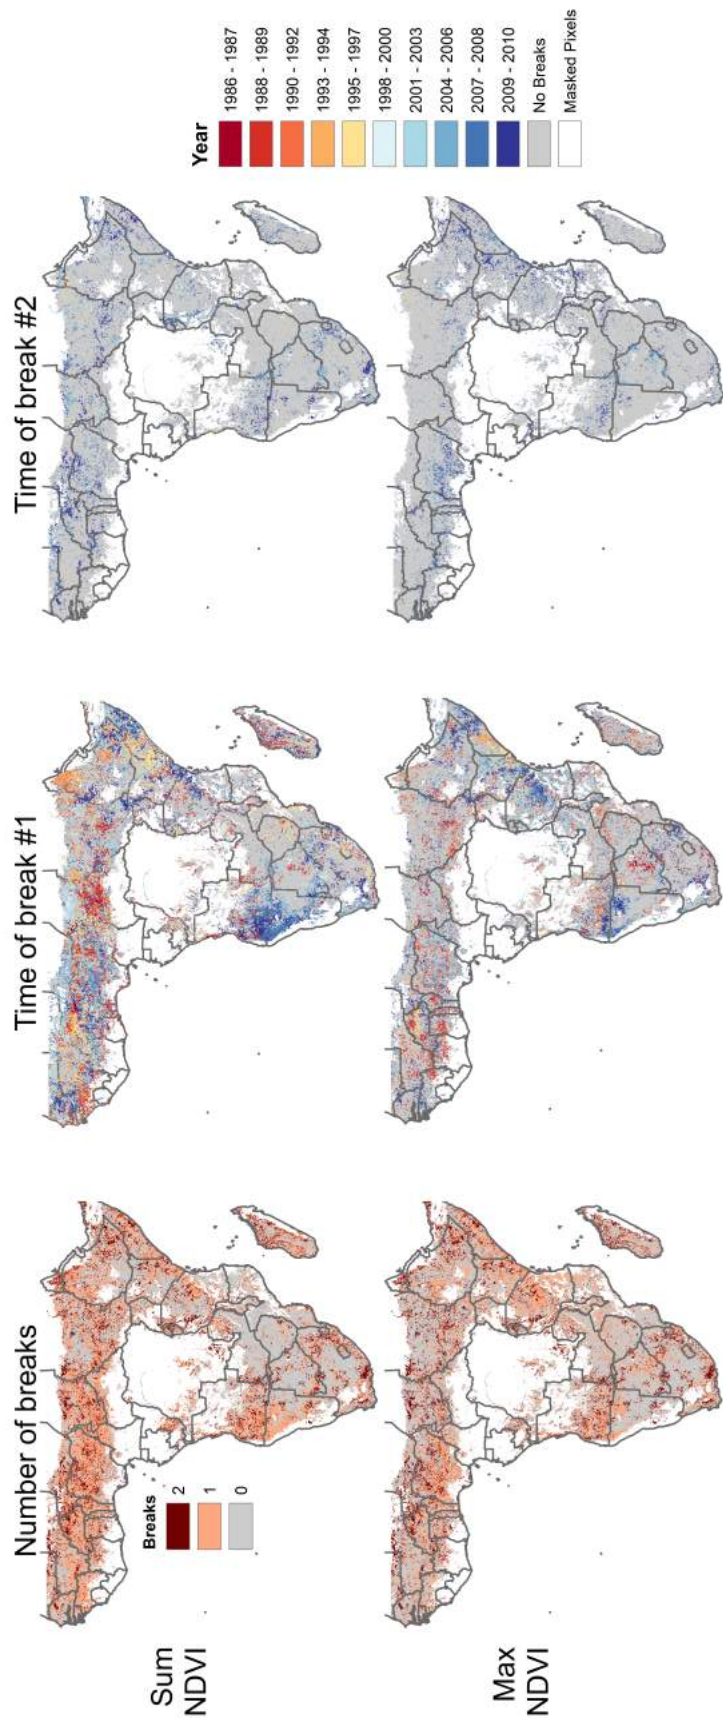 Number of breaks
Time of break #1
Time of break #2
Sum
NDVI
Max
NDVI
Breaks
2
1
0
Year
1986 - 1987
1988 - 1989
1990 - 1992
1993 - 1994
1995 - 1997
1998 - 2000
2001 - 2003
2004 - 2006
2007 - 2008
2009 - 2010
No Breaks
Masked Pixels